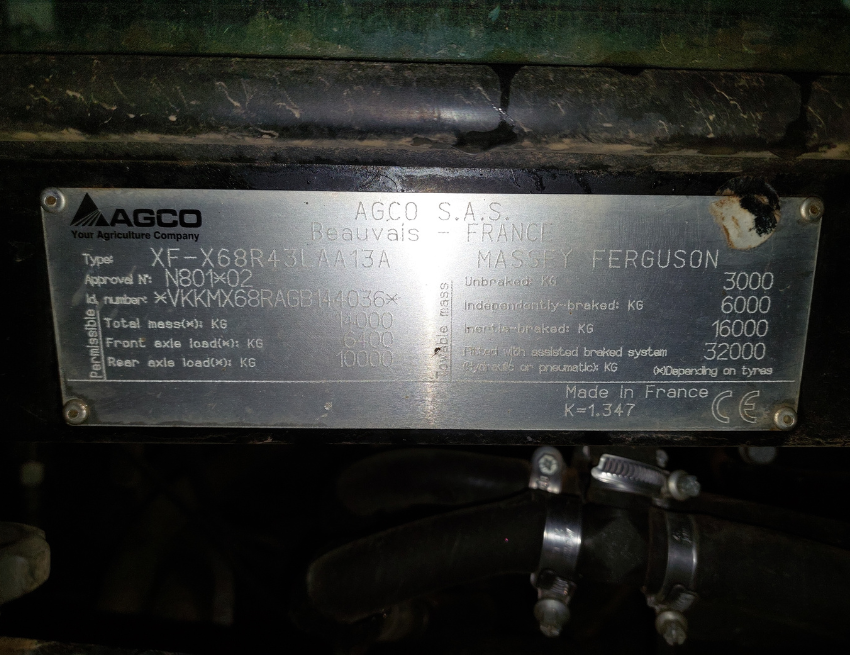 AGCO
Your Agriculture Company
AGCO S.A.S.
Beauvais - FRANCE
Type: XF-X68R43LAA13A MASSEY FERGUSON
Approval N°: N801*02
Id. number: *VKKMX68RAGB144036*
Permissible
Total mass(*): KG 14000
Front axle load(*): KG 6400
Rear axle load(*): KG 10000
Towable mass
Unbraked: KG 3000
Independently-braked: KG 6000
Inertie-braked: KG 16000
Fitted with assisted braked system 32000
(hydraulic or pneumatic): KG (*)Depending on tyres
Made In France
K=1.347
CE